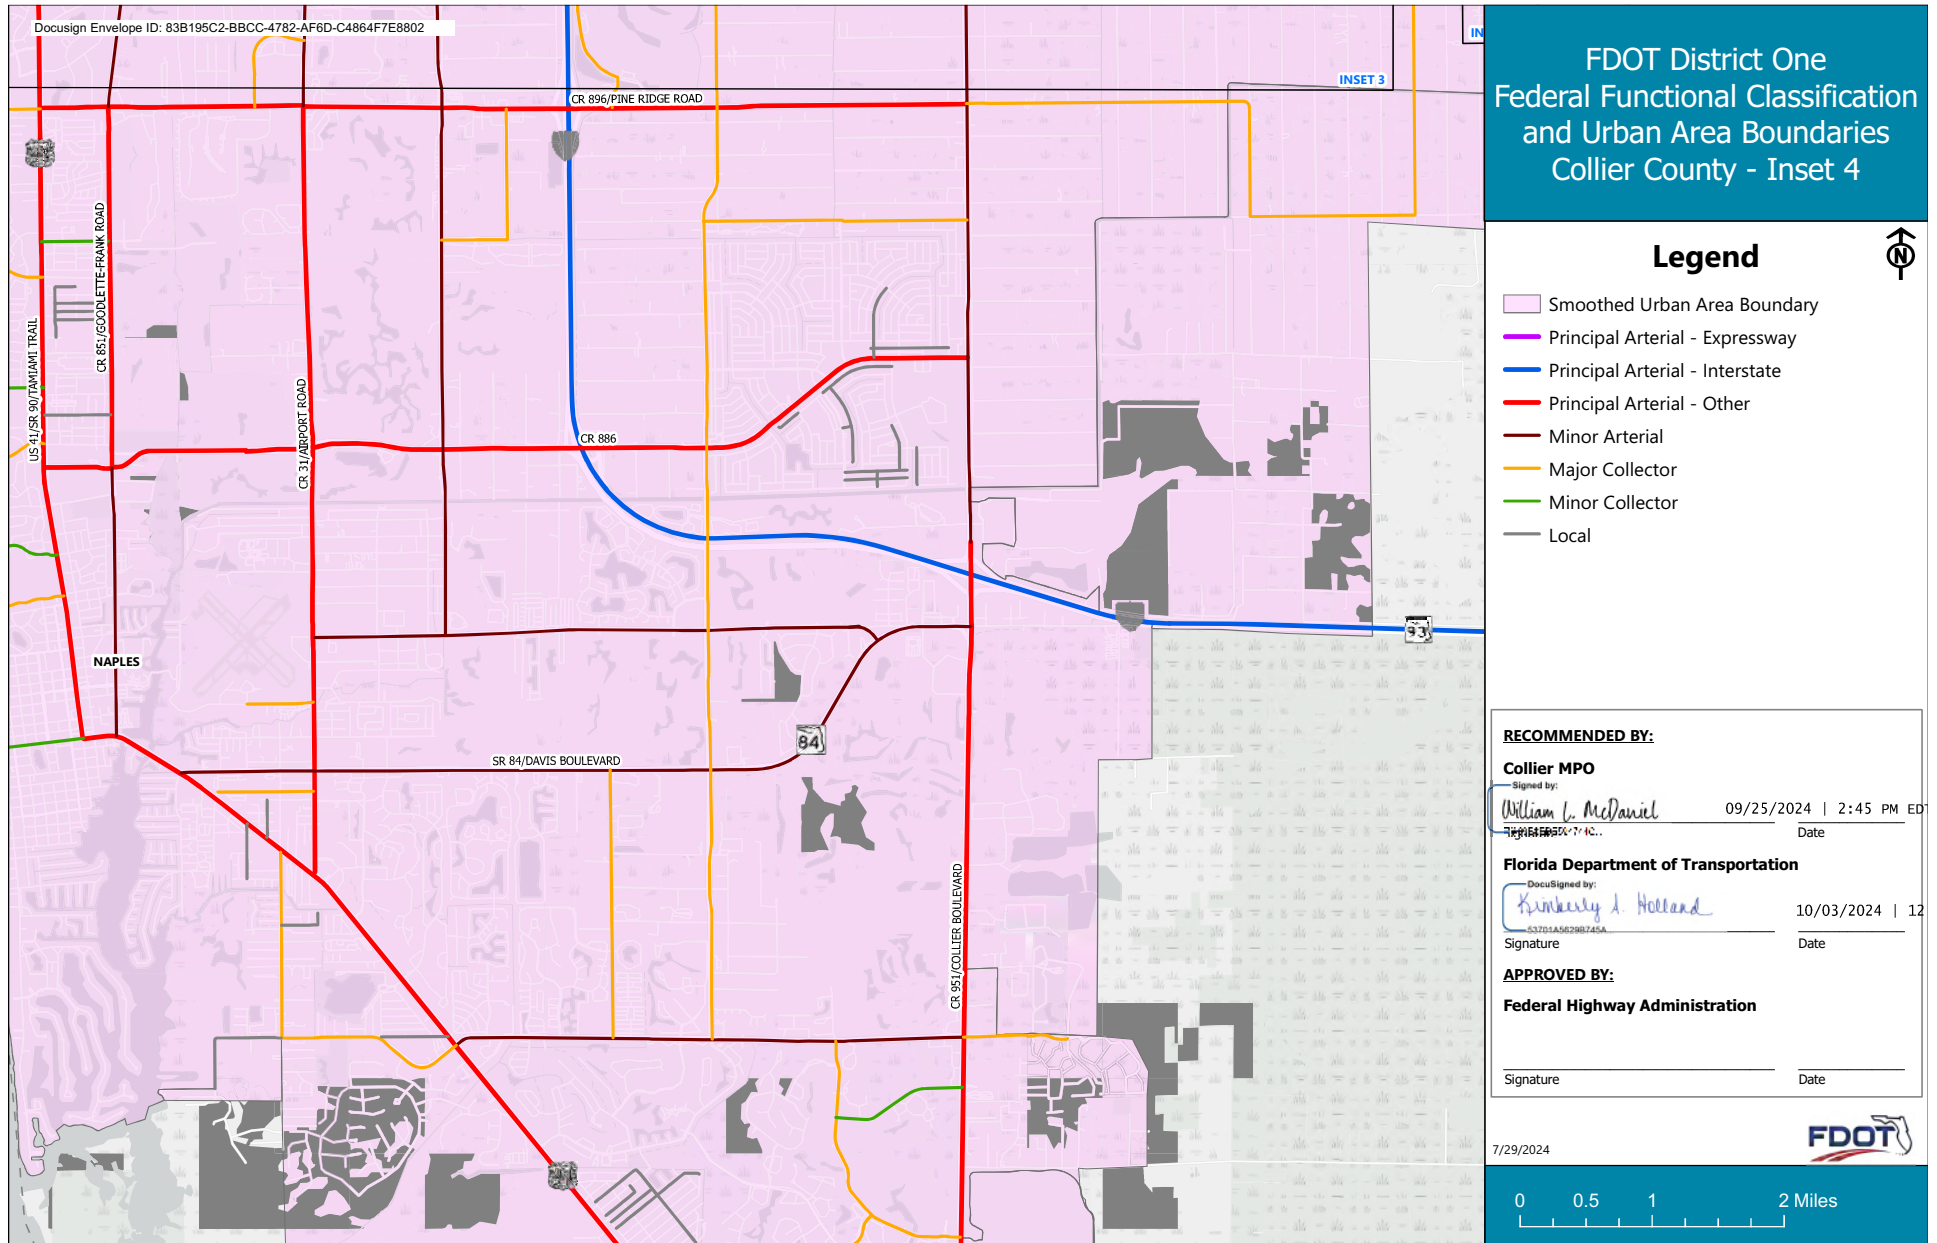 Docusign Envelope ID: 83B195C2-BBCC-4782-AF6D-C4864F7E8802
IN
INSET 3
CR 896/PINE RIDGE ROAD
CR 851/GOODLETTE-FRANK ROAD
US 41/SR 90/TAMIAMI TRAIL
CR 31/AIRPORT ROAD
CR 886
93
NAPLES
84
SR 84/DAVIS BOULEVARD
CR 951/COLLIER BOULEVARD
FDOT District One
Federal Functional Classification
and Urban Area Boundaries
Collier County - Inset 4
Legend
N
Smoothed Urban Area Boundary
Principal Arterial - Expressway
Principal Arterial - Interstate
Principal Arterial - Other
Minor Arterial
Major Collector
Minor Collector
Local
RECOMMENDED BY:
Collier MPO
Signed by:
William L. McDaniel
09/25/2024 | 2:45 PM EDT
Date
Florida Department of Transportation
DocuSigned by:
Kimberly A. Holland
10/03/2024 | 12
53701A5629B745A...
Signature
Date
APPROVED BY:
Federal Highway Administration
Signature
Date
7/29/2024
FDOT
0 0.5 1 2 Miles